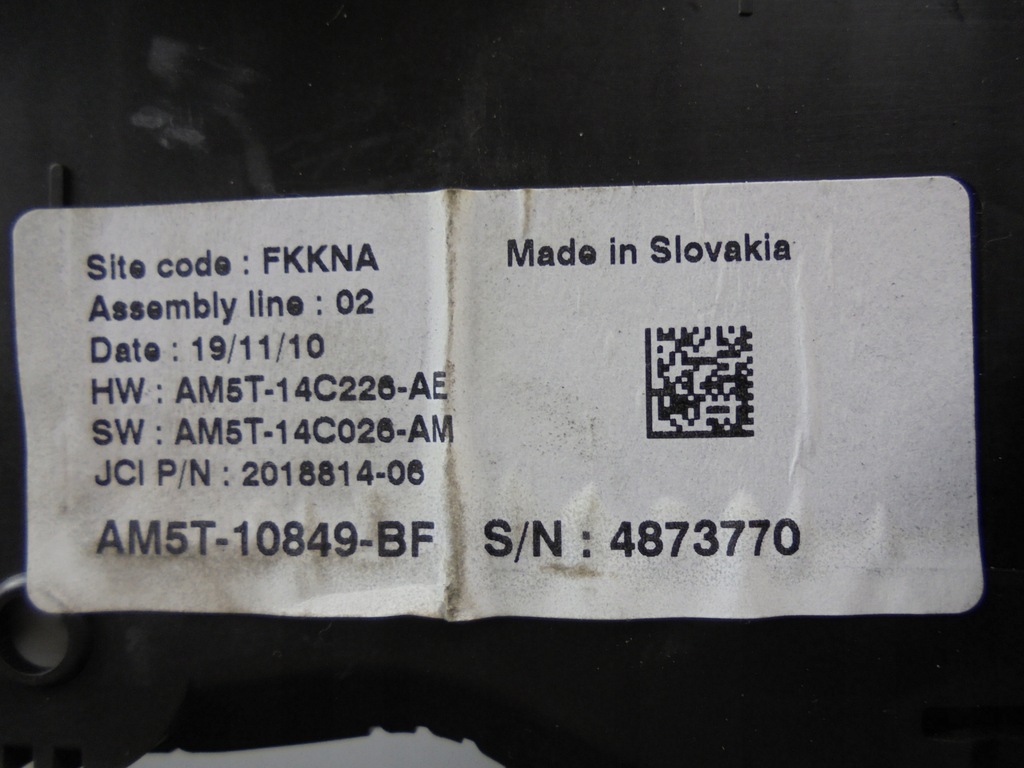 Site code : FKKNA
Assembly line : 02
Date : 19/11/10
HW : AM5T-14C226-AE
SW : AM5T-14C026-AM
JCI P/N : 2018814-06
AM5T-10849-BF
Made in Slovakia
S/N : 4873770